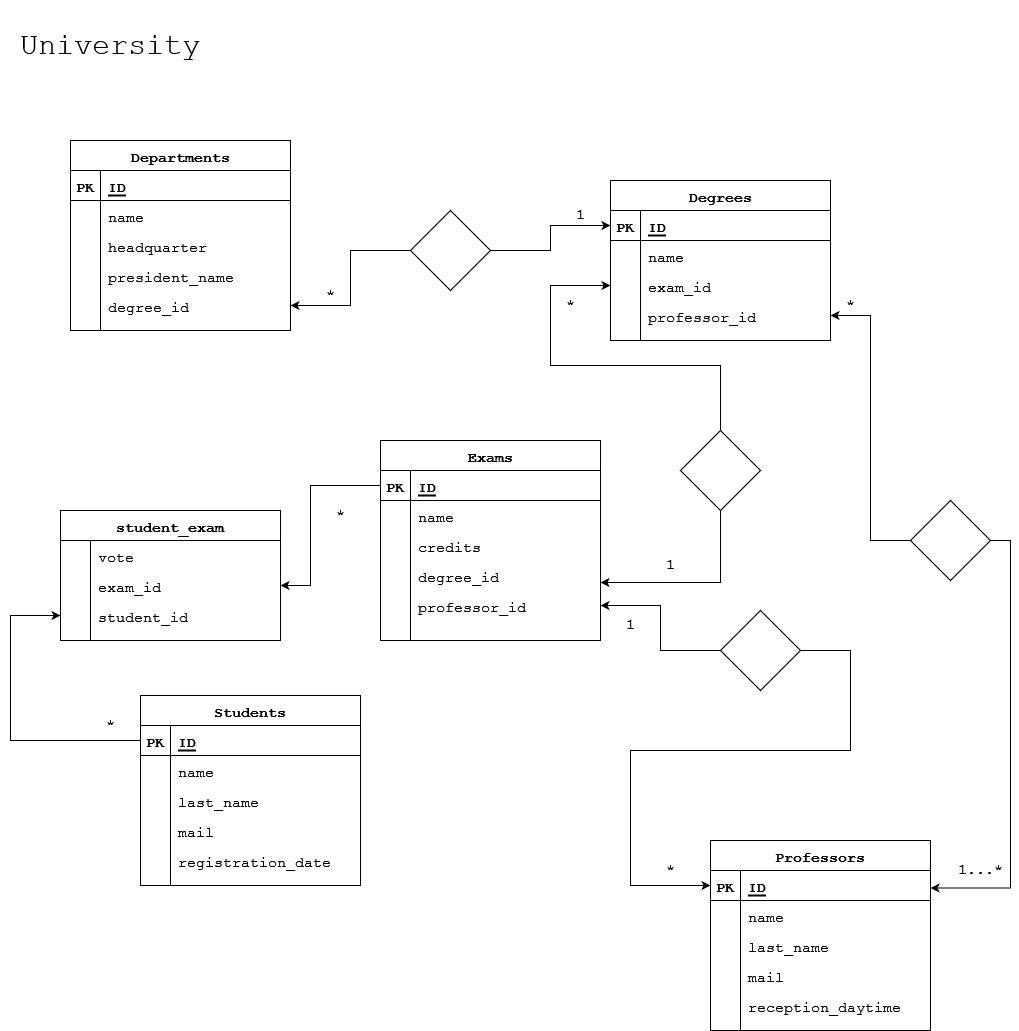 University
Departments
PK ID
name
headquarter
president_name
degree_id
*
1
Degrees
PK ID
name
exam_id
professor_id
*
*
Exams
PK ID
name
credits
degree_id
professor_id
*
1
1
student_exam
vote
exam_id
student_id
*
Students
PK ID
name
last_name
mail
registration_date
*
1...*
Professors
PK ID
name
last_name
mail
reception_daytime